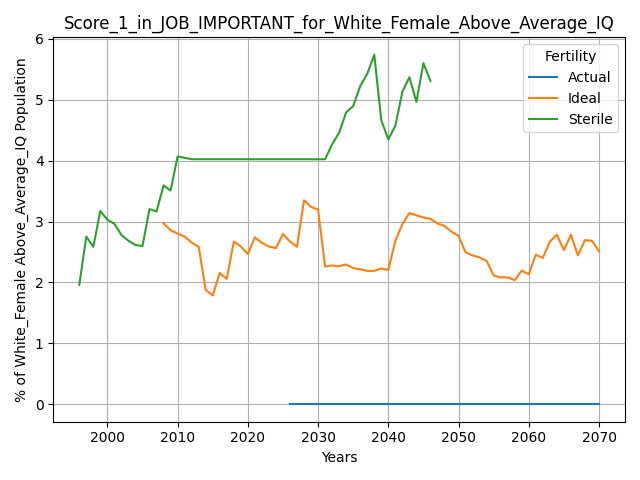 Score_1_in_JOB_IMPORTANT_for_White_Female_Above_Average_IQ
% of White_Female Above_Average_IQ Population
6
5
4
3
2
1
0
Fertility
Actual
Ideal
Sterile
2000 2010 2020 2030 2040 2050 2060 2070
Years